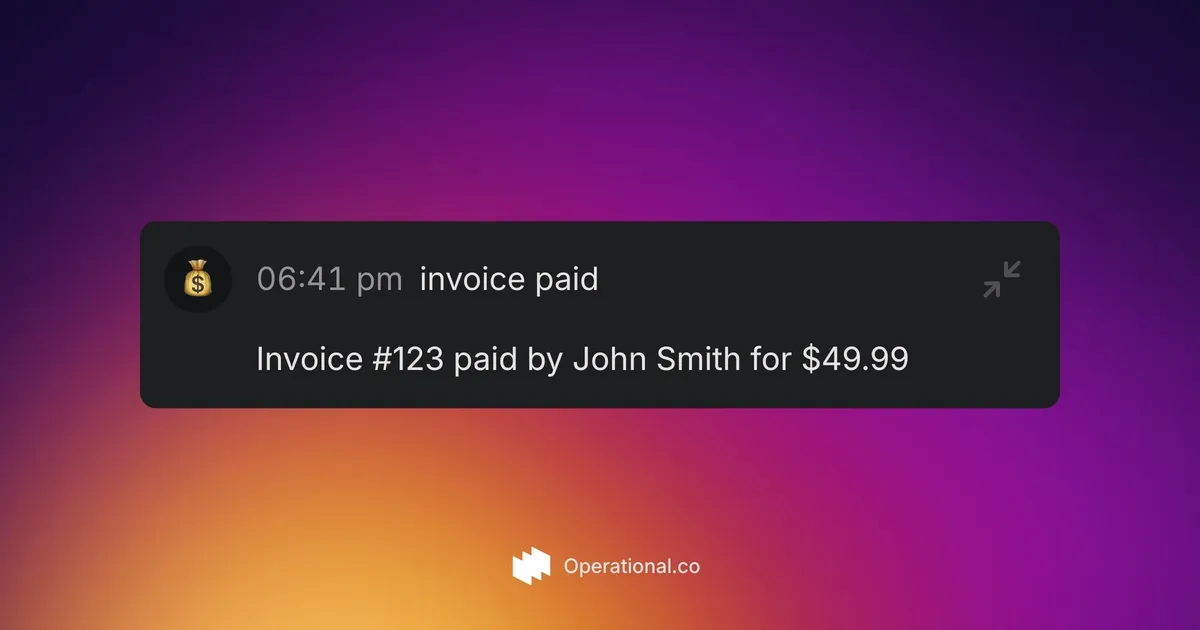 06:41 pm invoice paid
Invoice #123 paid by John Smith for $49.99
Operational.co